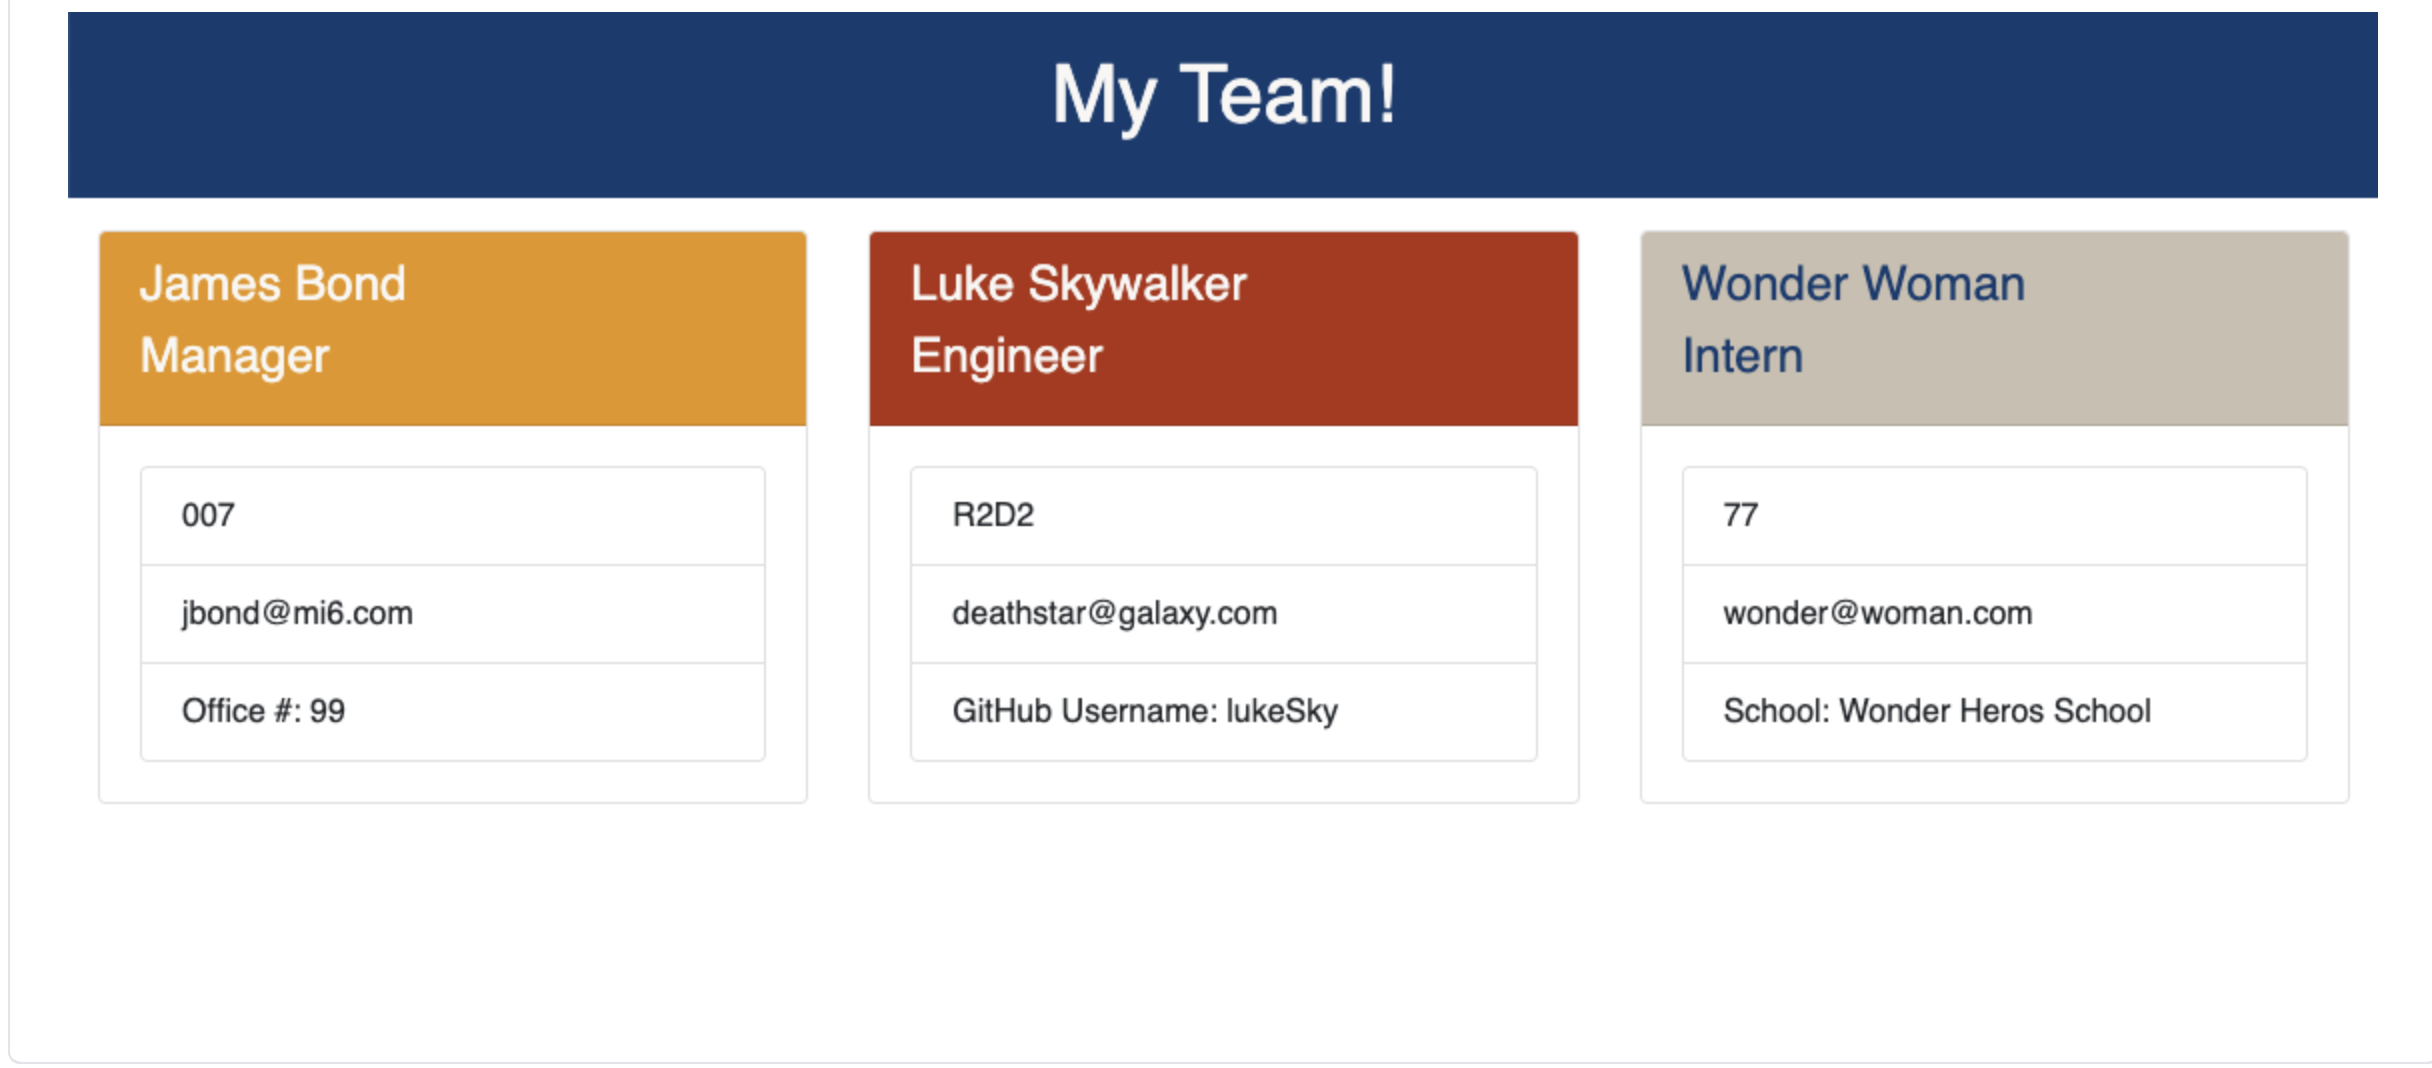 My Team!
James Bond
Manager
007
jbond@mi6.com
Office #: 99
Luke Skywalker
Engineer
R2D2
deathstar@galaxy.com
GitHub Username: lukeSky
Wonder Woman
Intern
77
wonder@woman.com
School: Wonder Heros School